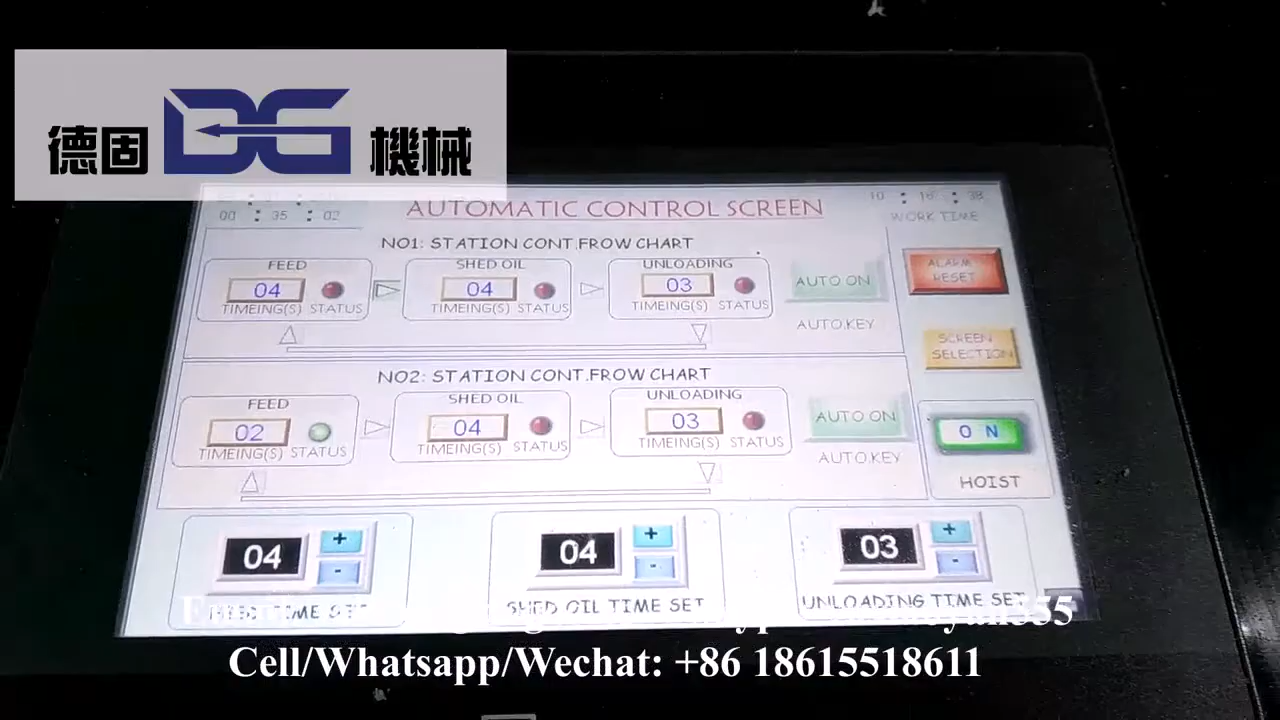 德固 DG 機械
00 : 35 : 02
10 : 16 : 38
AUTOMATIC CONTROL SCREEN
WORK TIME
NO1: STATION CONT.FROW CHART
FEED SHED OIL UNLOADING
04 04 03
TIMEING(S) STATUS TIMEING(S) STATUS TIMEING(S) STATUS
AUTO ON
AUTO.KEY
ALARM RESET
SCREEN SELECTION
NO2: STATION CONT.FROW CHART
FEED SHED OIL UNLOADING
02 04 03
TIMEING(S) STATUS TIMEING(S) STATUS TIMEING(S) STATUS
AUTO ON
AUTO.KEY
ON
HOIST
04 + -
04 + -
03 + -
TIME SET
SHED OIL TIME SET
UNLOADING TIME SET
Cell/Whatsapp/Wechat: +86 18615518611